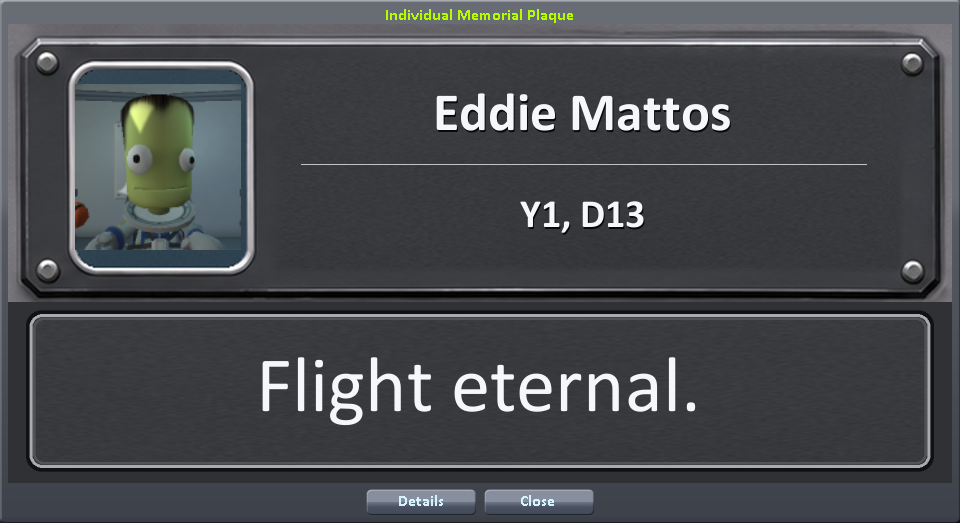 Individual Memorial Plaque
Eddie Mattos
Y1, D13
Flight eternal.
Details
Close